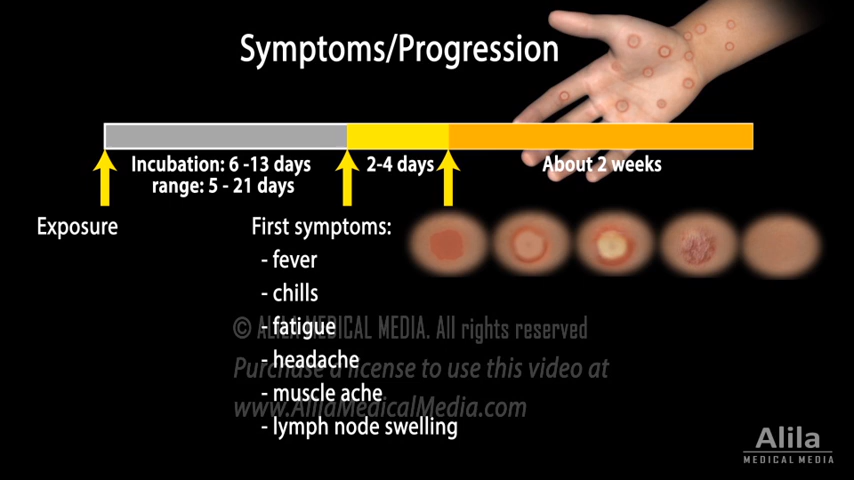 Symptoms/Progression
Incubation: 6 -13 days
range: 5 - 21 days
2-4 days
About 2 weeks
Exposure
First symptoms:
- fever
- chills
- fatigue
- headache
- muscle ache
- lymph node swelling
© ALILA MEDICAL MEDIA. All rights reserved
Purchase a license to use this video at
www.AlilaMedicalMedia.com
Alila
MEDICAL MEDIA